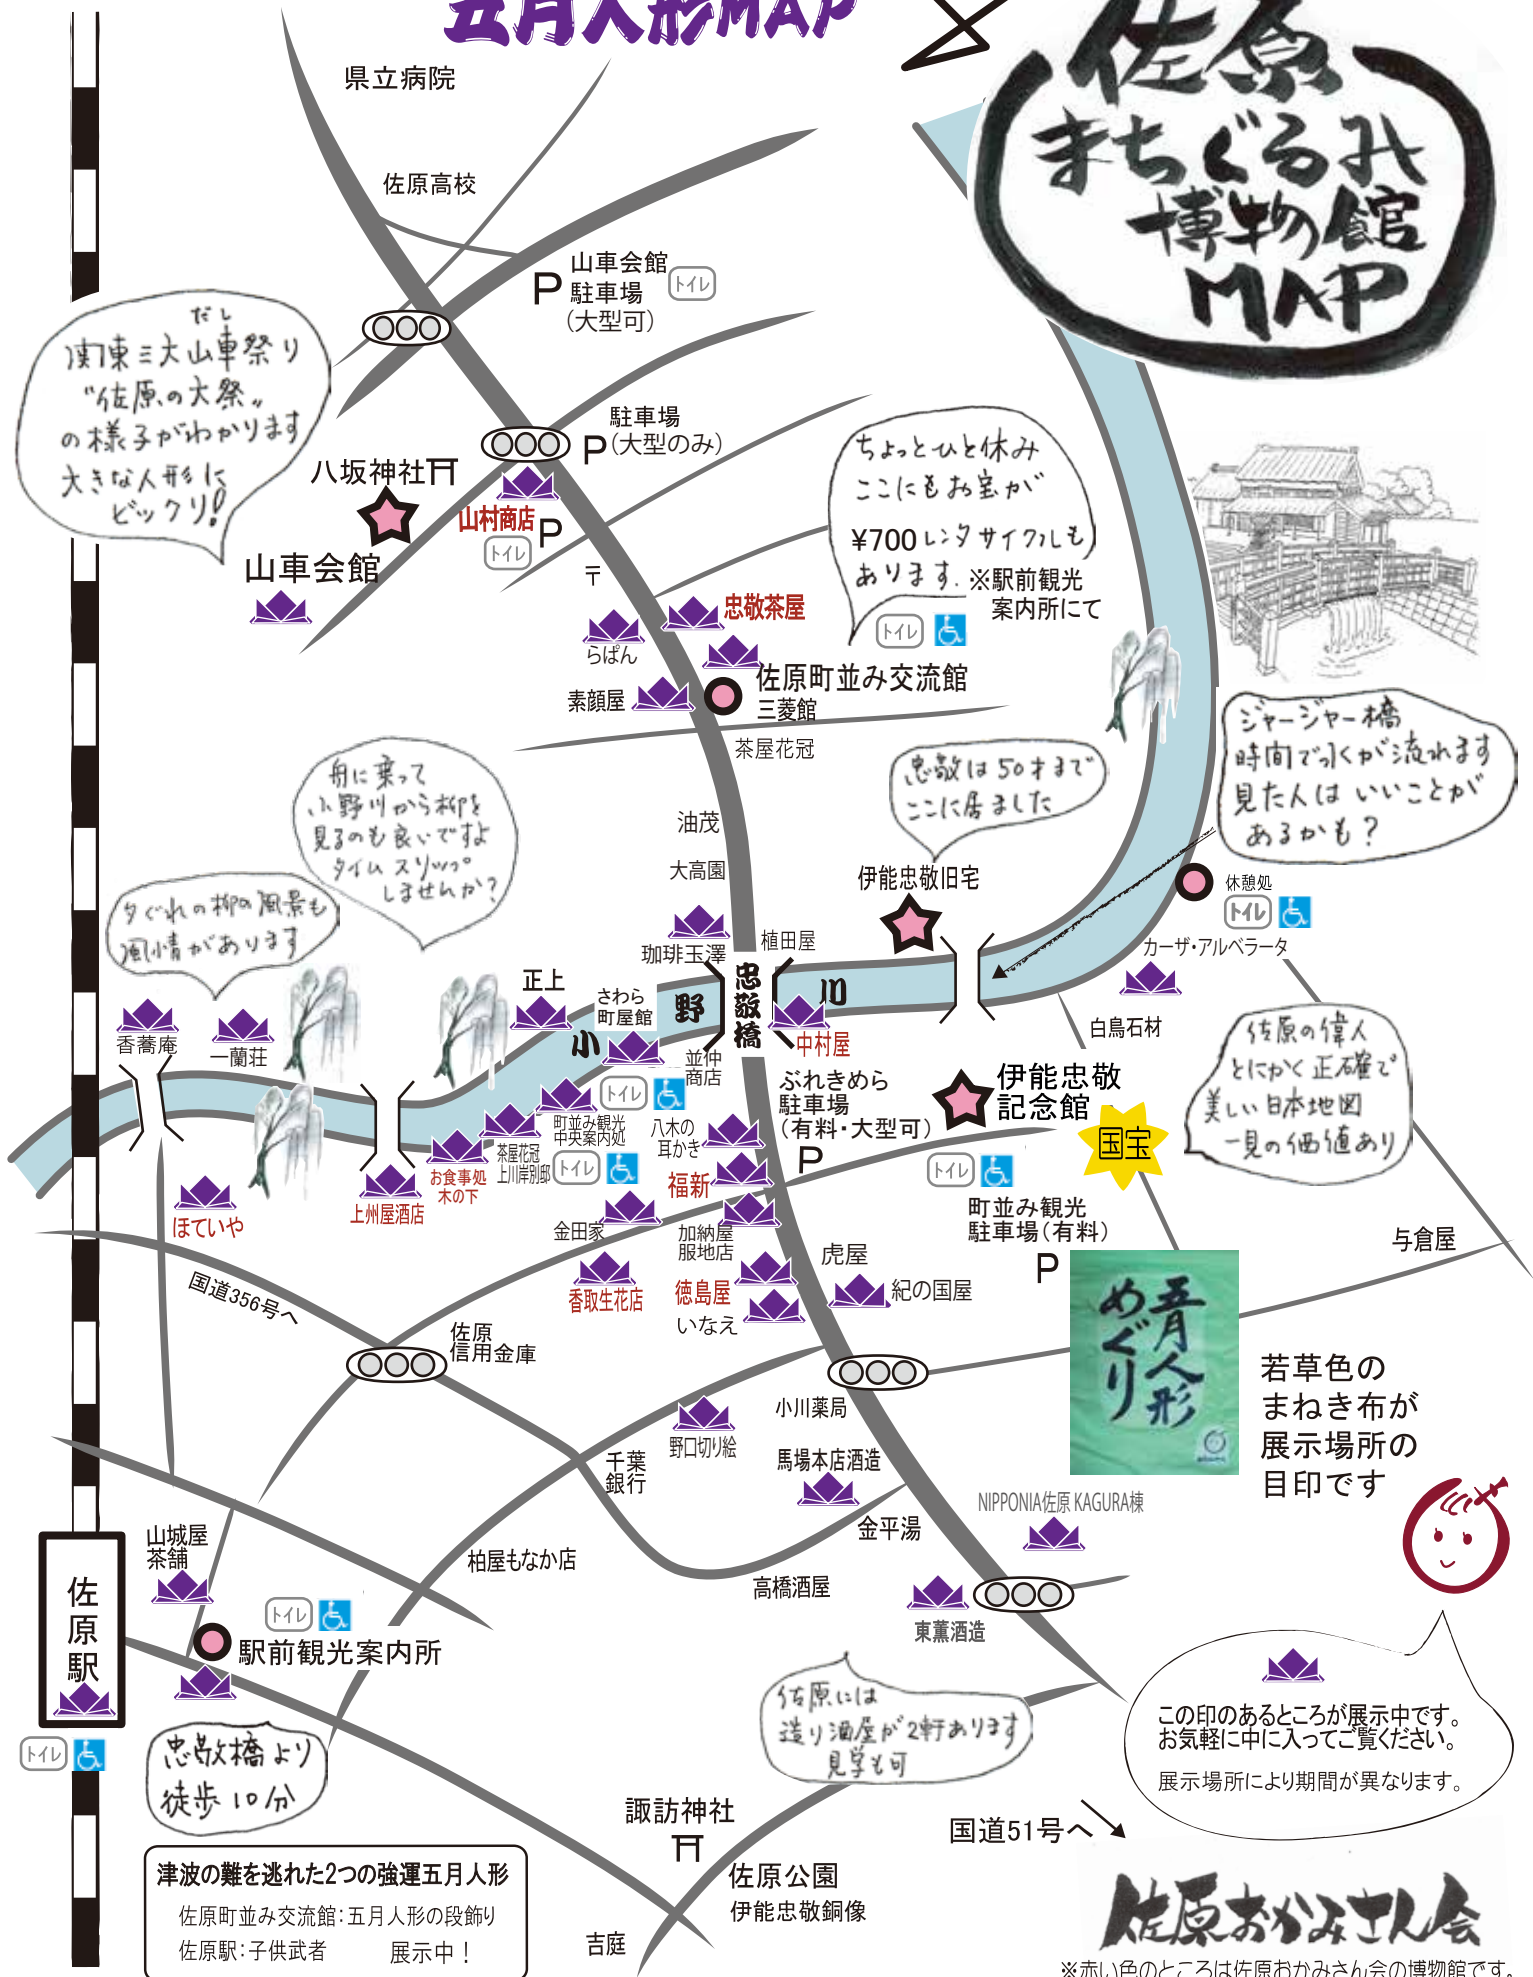 五月人形MAP
佐原
まちぐるみ
博物館
MAP
県立病院
佐原高校
P
山車会館
駐車場
(大型可)
トイレ
だし
関東三大山車祭り
“佐原の大祭„
の様子がわかります
大きな人形に
ビックリ!
駐車場
P(大型のみ)
八坂神社
山村商店
P
トイレ
山車会館
〒
ちょっとひと休み
ここにもお宝が
¥700レンタサイクルも
あります.
※駅前観光
案内所にて
トイレ
忠敬茶屋
らぱん
佐原町並み交流館
三菱館
素顔屋
茶屋花冠
ジャージャー橋
時間で水が流れます
見た人はいいことが
あるかも?
忠敬は50才まで
ここに居ました
舟に乗って
小野川から柳を
見るのも良いですよ
タイムスリップ
しませんか?
油茂
大高園
伊能忠敬旧宅
休憩処
トイレ
カーザ・アルベラータ
夕ぐれの柳の風景も
風情があります
珈琲玉澤
植田屋
正上
さわら
町屋館
小
野
川
忠敬橋
中村屋
並仲
商店
香蕎庵
一蘭荘
白鳥石材
佐原の偉人
とにかく正確で
美しい日本地図
一見の価値あり
ぶれきめら
駐車場
(有料・大型可)
P
伊能忠敬
記念館
国宝
トイレ
町並み観光
中央案内処
トイレ
八木の
耳かき
茶屋花冠
上川岸別邸
お食事処
木の下
上州屋酒店
ほていや
福新
トイレ
町並み観光
駐車場(有料)
P
金田家
加納屋
服地店
虎屋
与倉屋
紀の国屋
香取生花店
徳島屋
いなえ
国道356号へ
佐原
信用金庫
五月人形
めぐり
若草色の
まねき布が
展示場所の
目印です
小川薬局
野口切り絵
千葉
銀行
馬場本店酒造
金平湯
NIPPONIA佐原 KAGURA棟
山城屋
茶舗
柏屋もなか店
高橋酒屋
東薫酒造
佐原駅
トイレ
駅前観光案内所
トイレ
忠敬橋より
徒歩10分
佐原には
造り酒屋が2軒あります
見学も可
この印のあるところが展示中です。
お気軽に中に入ってご覧ください。
展示場所により期間が異なります。
諏訪神社
国道51号へ
佐原公園
伊能忠敬銅像
吉庭
津波の難を逃れた2つの強運五月人形
佐原町並み交流館:五月人形の段飾り
佐原駅:子供武者 展示中!
佐原おかみさん会
※赤い色のところは佐原おかみさん会の博物館です。